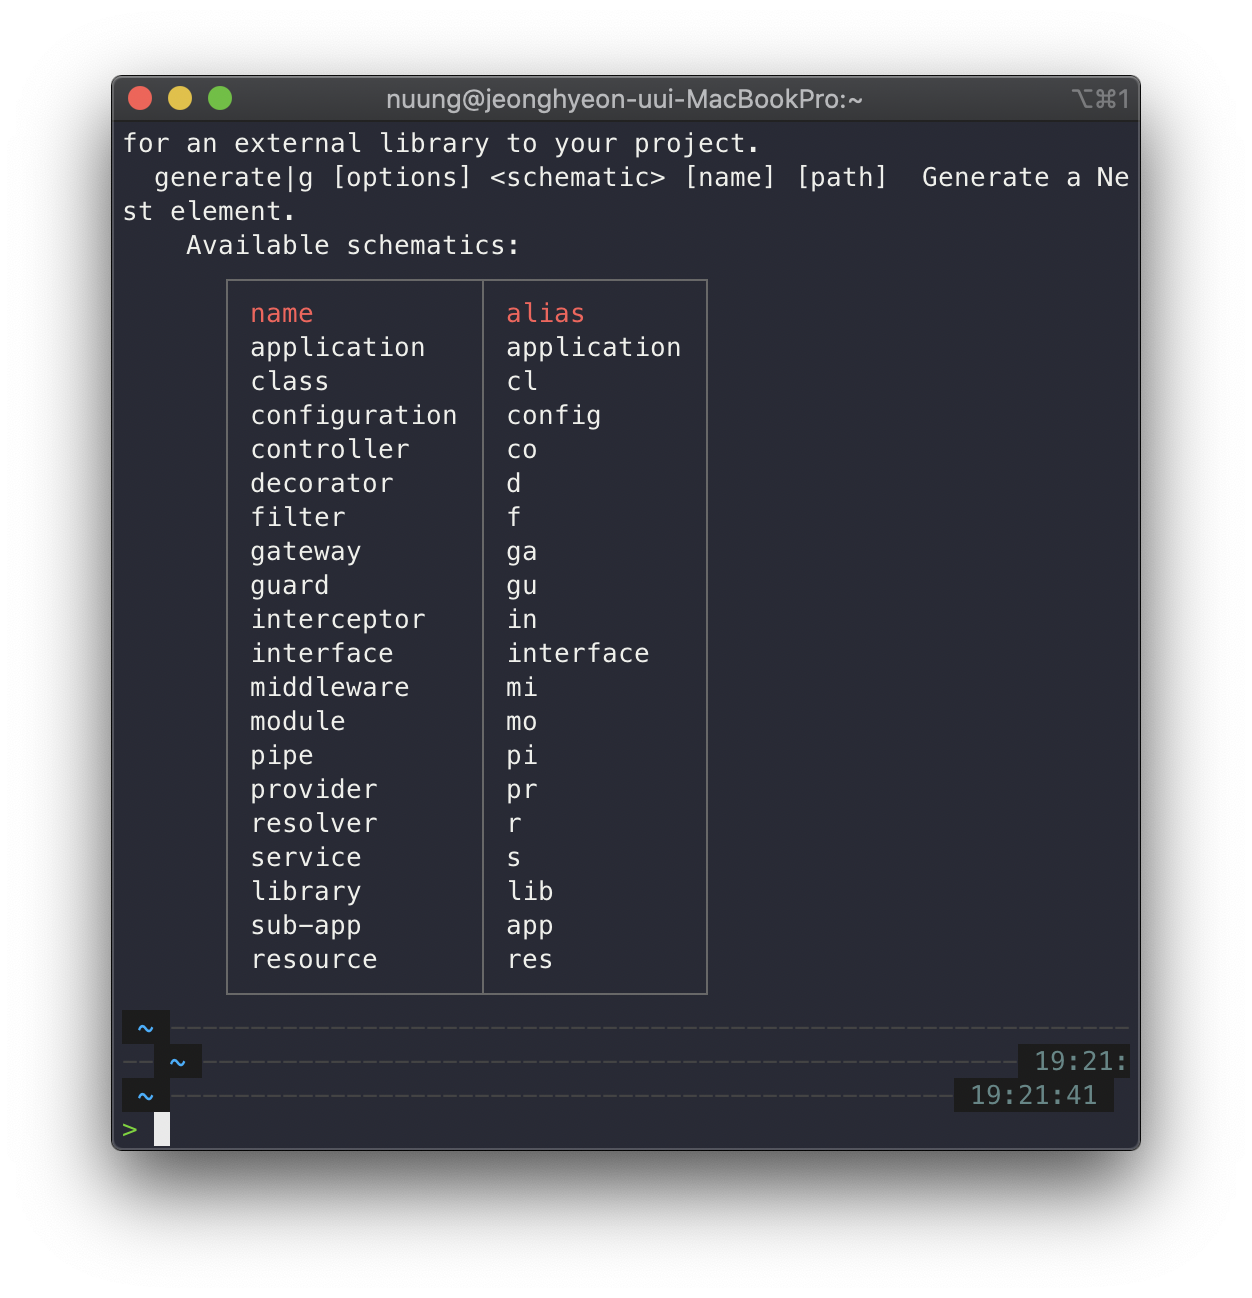 nuung@jeonghyeon-uui-MacBookPro:~ ⌥⌘1
for an external library to your project.
generate|g [options] <schematic> [name] [path]  Generate a Ne
st element.
Available schematics:
name alias
application application
class cl
configuration config
controller co
decorator d
filter f
gateway ga
guard gu
interceptor in
interface interface
middleware mi
module mo
pipe pi
provider pr
resolver r
service s
library lib
sub-app app
resource res
~
~ 19:21:
~ 19:21:41
>